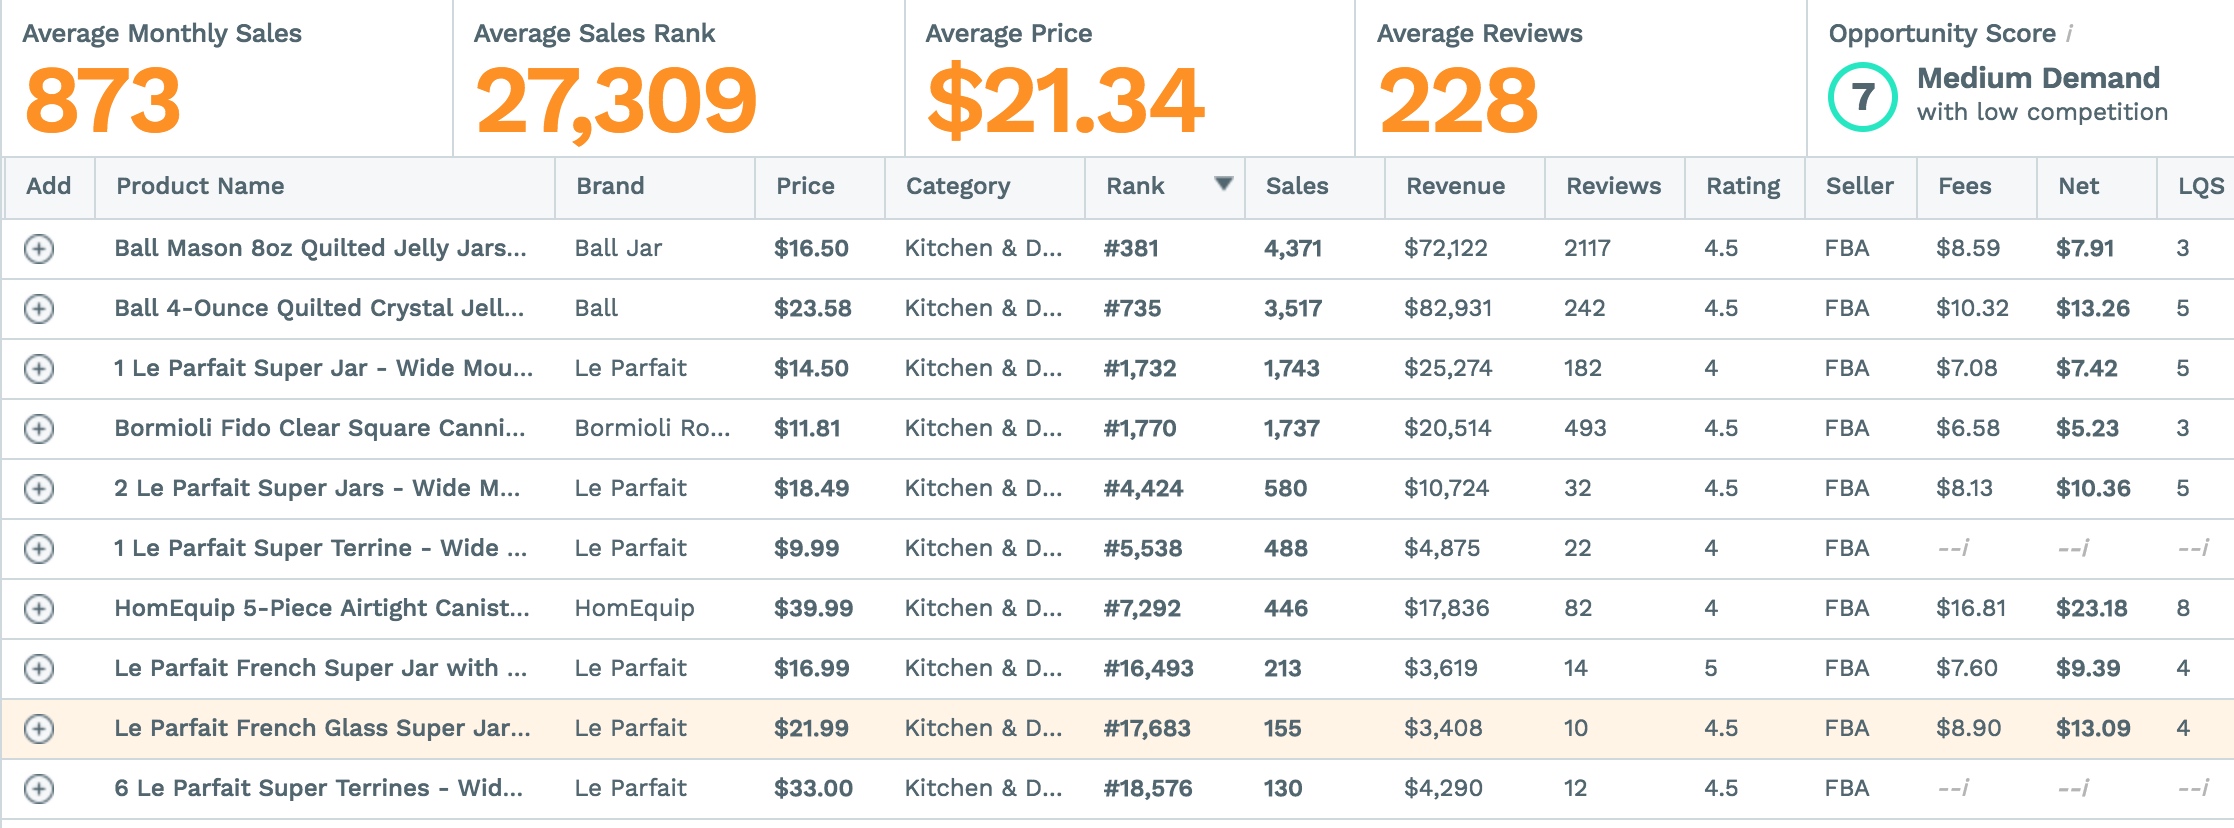 Average Monthly Sales Average Sales Rank Average Price Average Reviews Opportunity Score i
873 27,309 $21.34 228 7 Medium Demand
with low competition
Add Product Name Brand Price Category Rank Sales Revenue Reviews Rating Seller Fees Net LQS
Ball Mason 8oz Quilted Jelly Jars... Ball Jar $16.50 Kitchen & D... #381 4,371 $72,122 2117 4.5 FBA $8.59 $7.91 3
Ball 4-Ounce Quilted Crystal Jell... Ball $23.58 Kitchen & D... #735 3,517 $82,931 242 4.5 FBA $10.32 $13.26 5
1 Le Parfait Super Jar - Wide Mou... Le Parfait $14.50 Kitchen & D... #1,732 1,743 $25,274 182 4 FBA $7.08 $7.42 5
Bormioli Fido Clear Square Canni... Bormioli Ro... $11.81 Kitchen & D... #1,770 1,737 $20,514 493 4.5 FBA $6.58 $5.23 3
2 Le Parfait Super Jars - Wide M... Le Parfait $18.49 Kitchen & D... #4,424 580 $10,724 32 4.5 FBA $8.13 $10.36 5
1 Le Parfait Super Terrine - Wide ... Le Parfait $9.99 Kitchen & D... #5,538 488 $4,875 22 4 FBA --i --i --i
HomEquip 5-Piece Airtight Canist... HomEquip $39.99 Kitchen & D... #7,292 446 $17,836 82 4 FBA $16.81 $23.18 8
Le Parfait French Super Jar with ... Le Parfait $16.99 Kitchen & D... #16,493 213 $3,619 14 5 FBA $7.60 $9.39 4
Le Parfait French Glass Super Jar... Le Parfait $21.99 Kitchen & D... #17,683 155 $3,408 10 4.5 FBA $8.90 $13.09 4
6 Le Parfait Super Terrines - Wid... Le Parfait $33.00 Kitchen & D... #18,576 130 $4,290 12 4.5 FBA --i --i --i